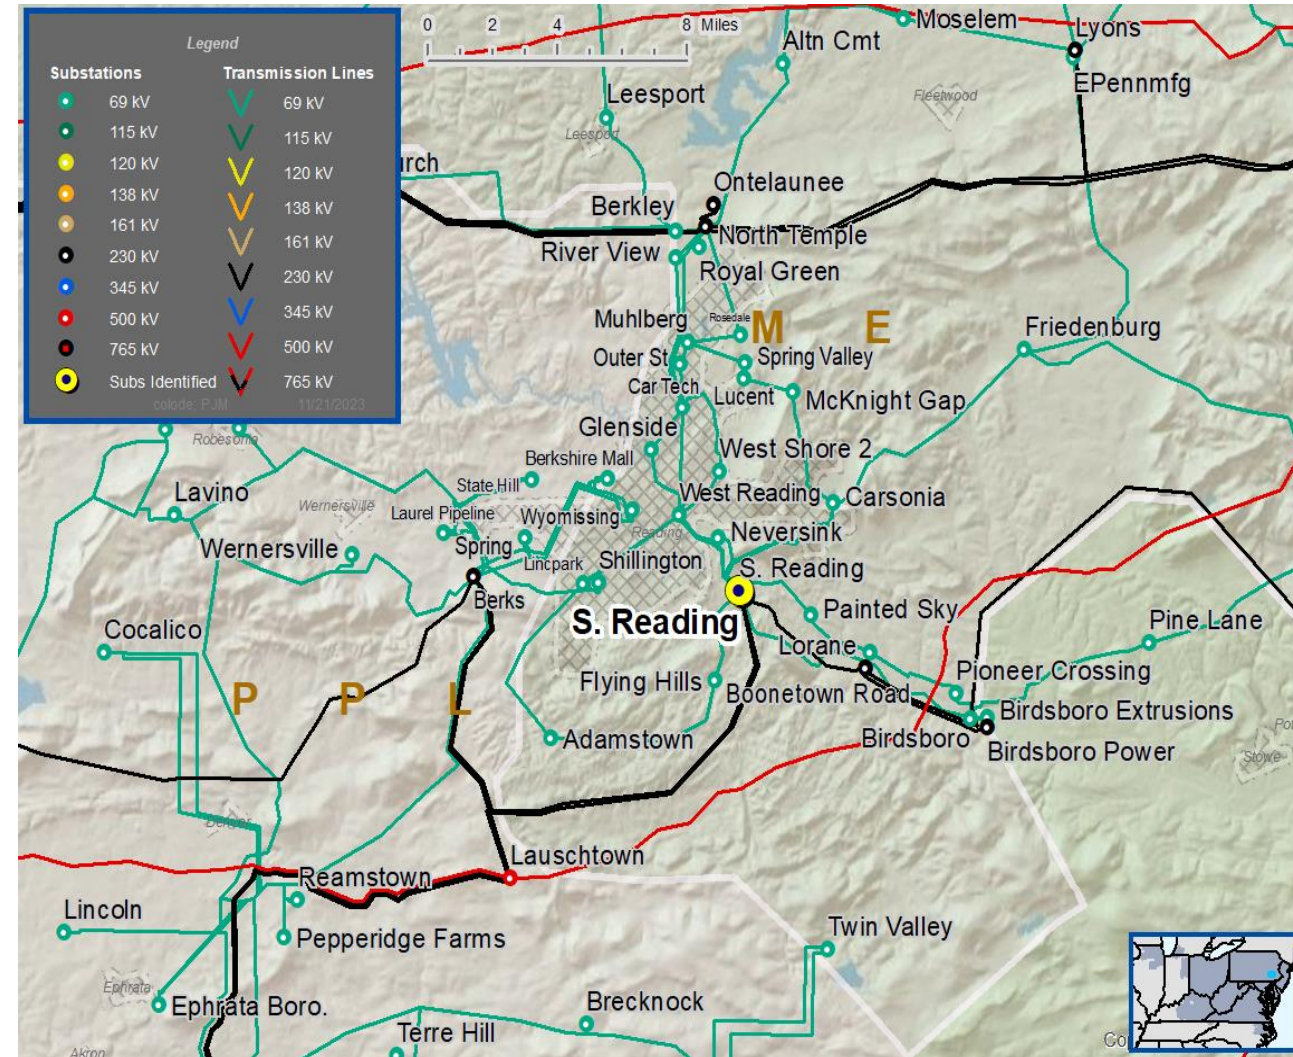 Legend
Substations
Transmission Lines
69 kV
69 kV
115 kV
115 kV
120 kV
120 kV
138 kV
138 kV
161 kV
161 kV
230 kV
230 kV
345 kV
345 kV
500 kV
500 kV
765 kV
765 kV
Subs Identified
colode; PJM
11/21/2023
0 2 4 8 Miles
Moselem
Lyons
Altn Cmt
EPennmfg
Leesport
Fleetwood
Leesport
urch
Ontelaunee
Berkley
North Temple
River View
Royal Green
Muhlberg
Rosedale
M E
Friedenburg
Outer St
Spring Valley
Car Tech
Lucent
McKnight Gap
Glenside
Robesonia
West Shore 2
Berkshire Mall
State Hill
Lavino
West Reading
Carsonia
Wernersville
Laurel Pipeline
Wyomissing
Reading
Neversink
Wernersville
Spring
Lincpark
Shillington
S. Reading
Berks
S. Reading
Painted Sky
Pine Lane
Cocalico
Lorane
Pioneer Crossing
P P L
Flying Hills
Boonetown Road
Birdsboro Extrusions
Adamstown
Birdsboro
Birdsboro Power
Stowe
Denver
Lauschtown
Reamstown
Lincoln
Twin Valley
Pepperidge Farms
Ephrata
Ephrata Boro.
Brecknock
Terre Hill
Akron